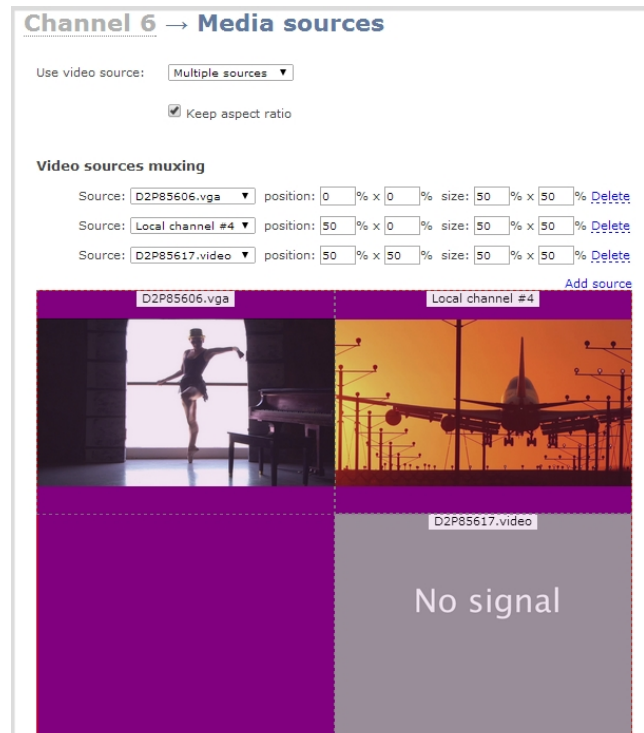 Channel 6 → Media sources
Use video source: Multiple sources ▼
Keep aspect ratio
Video sources muxing
Source: D2P85606.vga ▼ position: 0 % x 0 % size: 50 % x 50 % Delete
Source: Local channel #4 ▼ position: 50 % x 0 % size: 50 % x 50 % Delete
Source: D2P85617.video ▼ position: 50 % x 50 % size: 50 % x 50 % Delete
Add source
D2P85606.vga Local channel #4
D2P85617.video
No signal